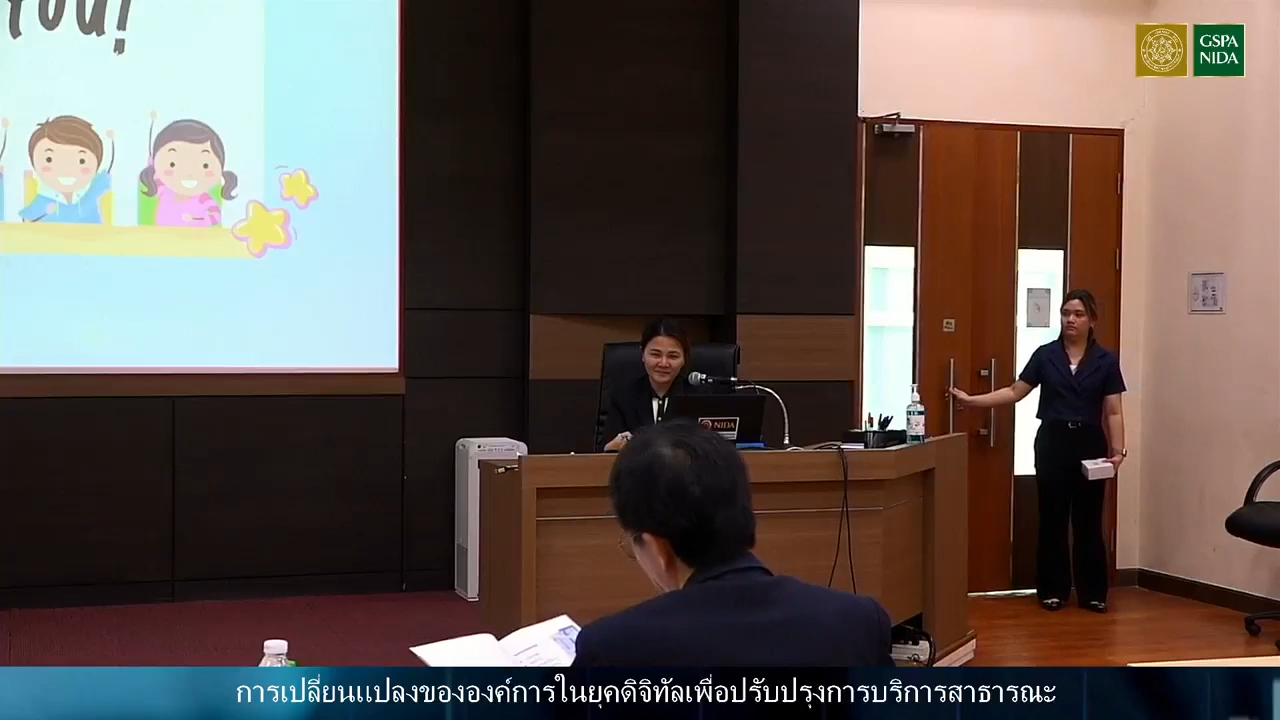 You!
GSPA
NIDA
NIDA
การเปลี่ยนแปลงขององค์การในยุคดิจิทัลเพื่อปรับปรุงการบริการสาธารณะ